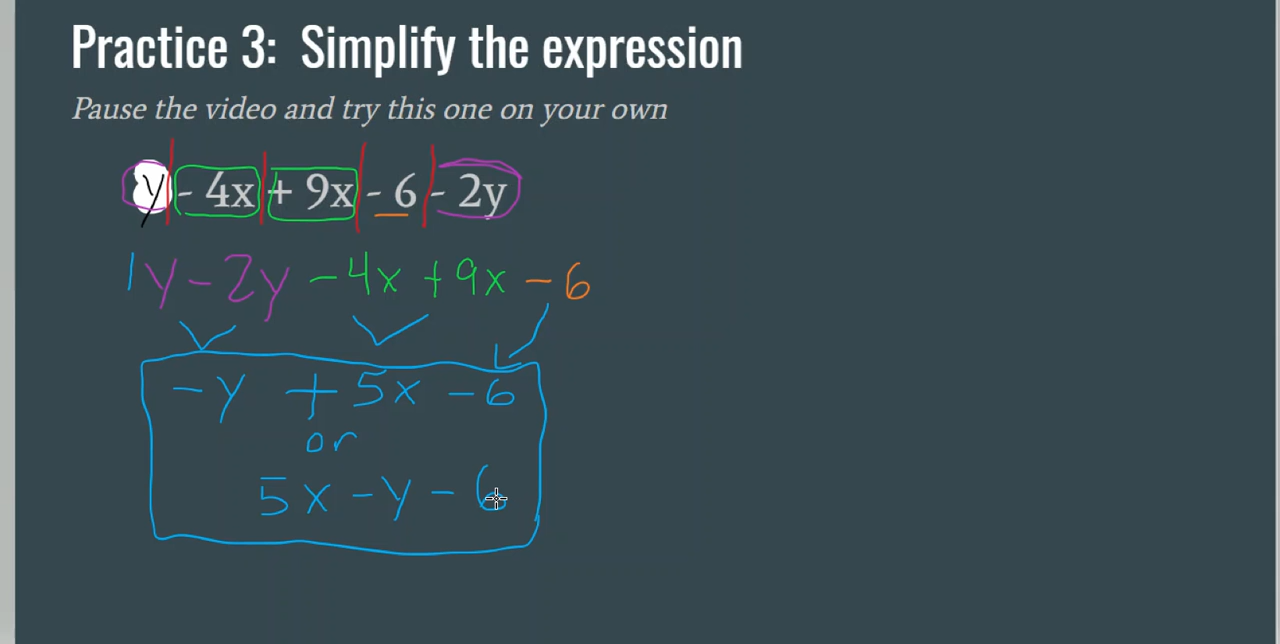 Practice 3: Simplify the expression
Pause the video and try this one on your own
y - 4x + 9x - 6 - 2y
1y - 2y - 4x + 9x - 6
- y + 5x - 6
or
5x - y - 6